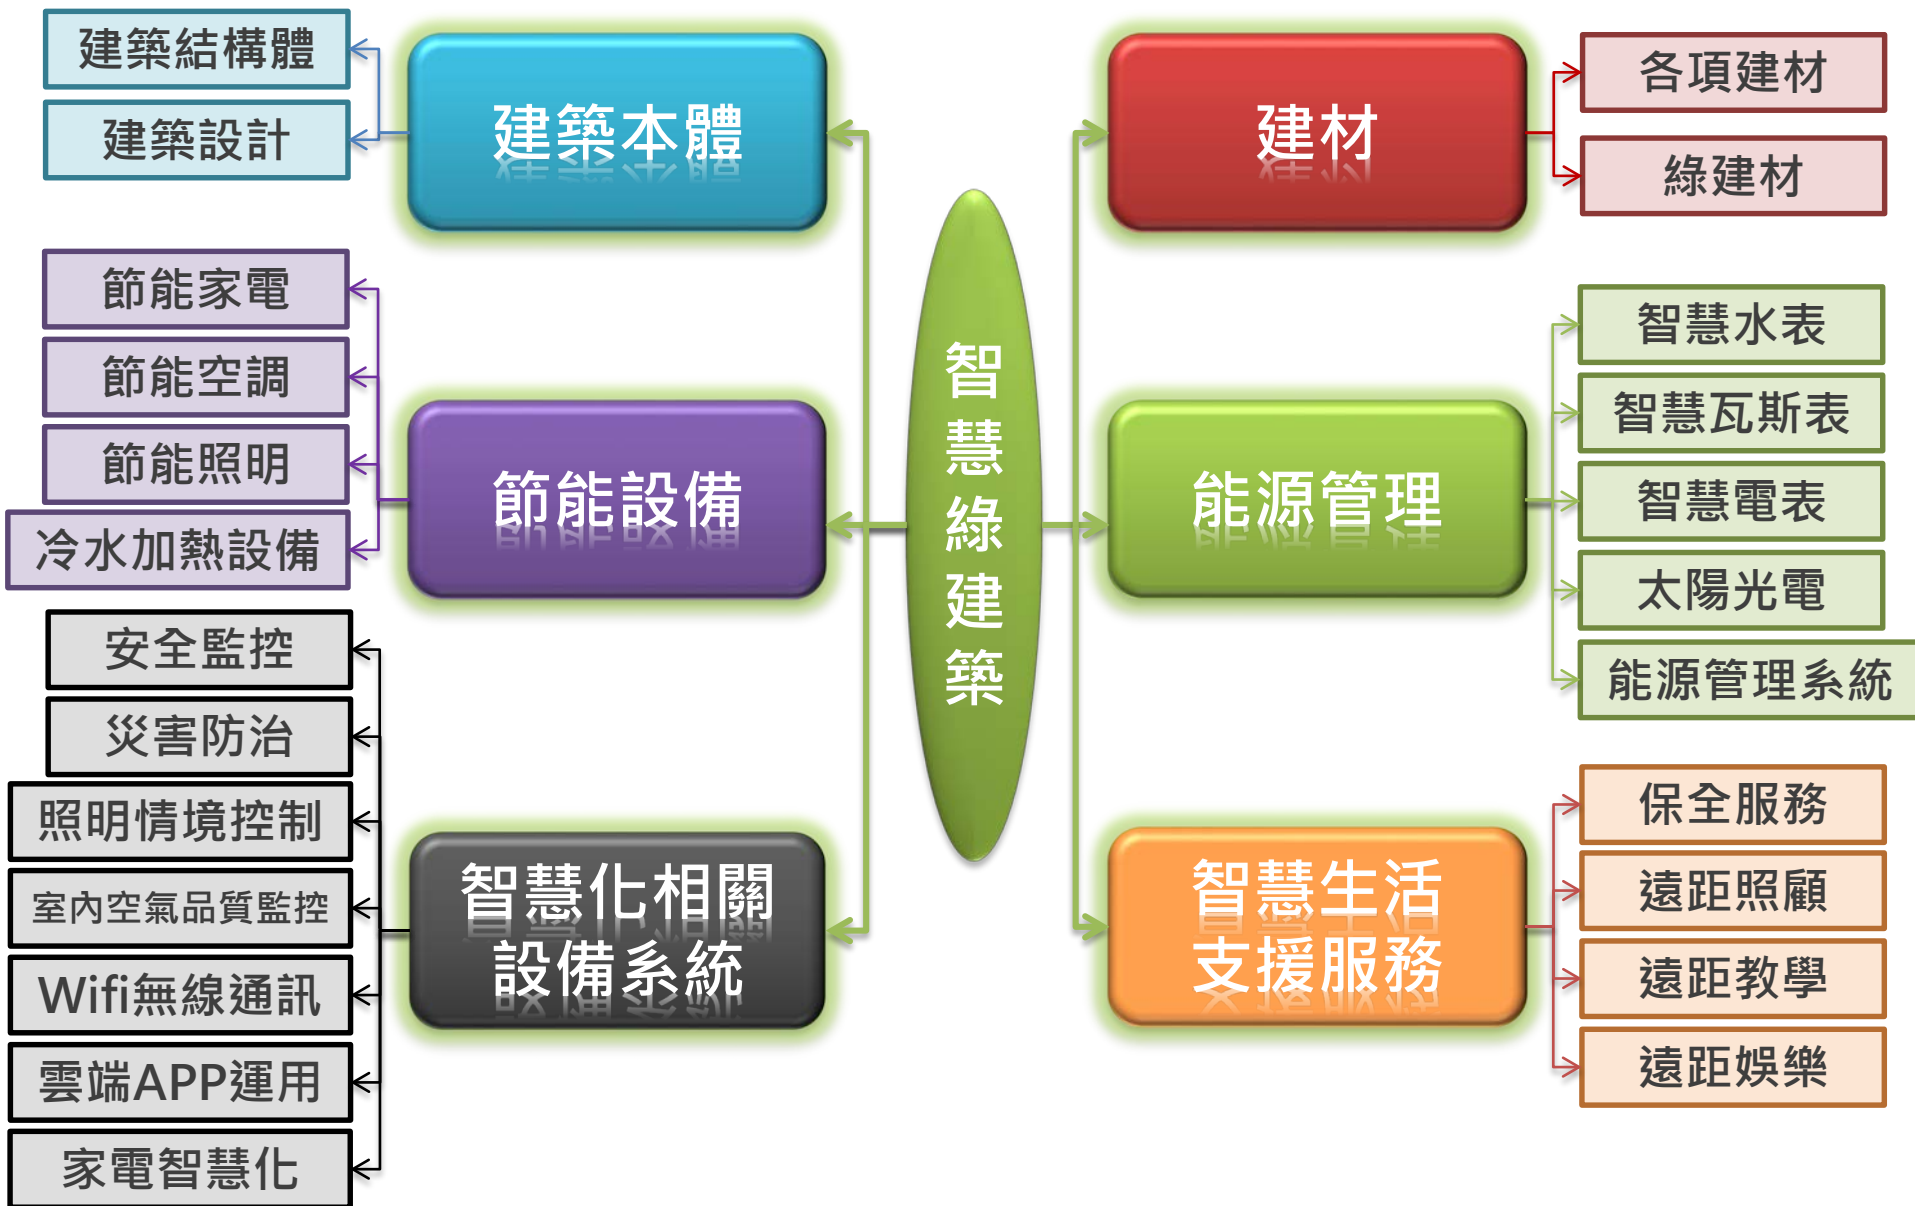 建築結構體
建築設計
建築本體
節能家電
節能空調
節能照明
冷水加熱設備
節能設備
安全監控
災害防治
照明情境控制
室內空氣品質監控
Wifi無線通訊
雲端APP運用
家電智慧化
智慧化相關
設備系統
智慧綠建築
建材
各項建材
綠建材
能源管理
智慧水表
智慧瓦斯表
智慧電表
太陽光電
能源管理系統
智慧生活
支援服務
保全服務
遠距照顧
遠距教學
遠距娛樂